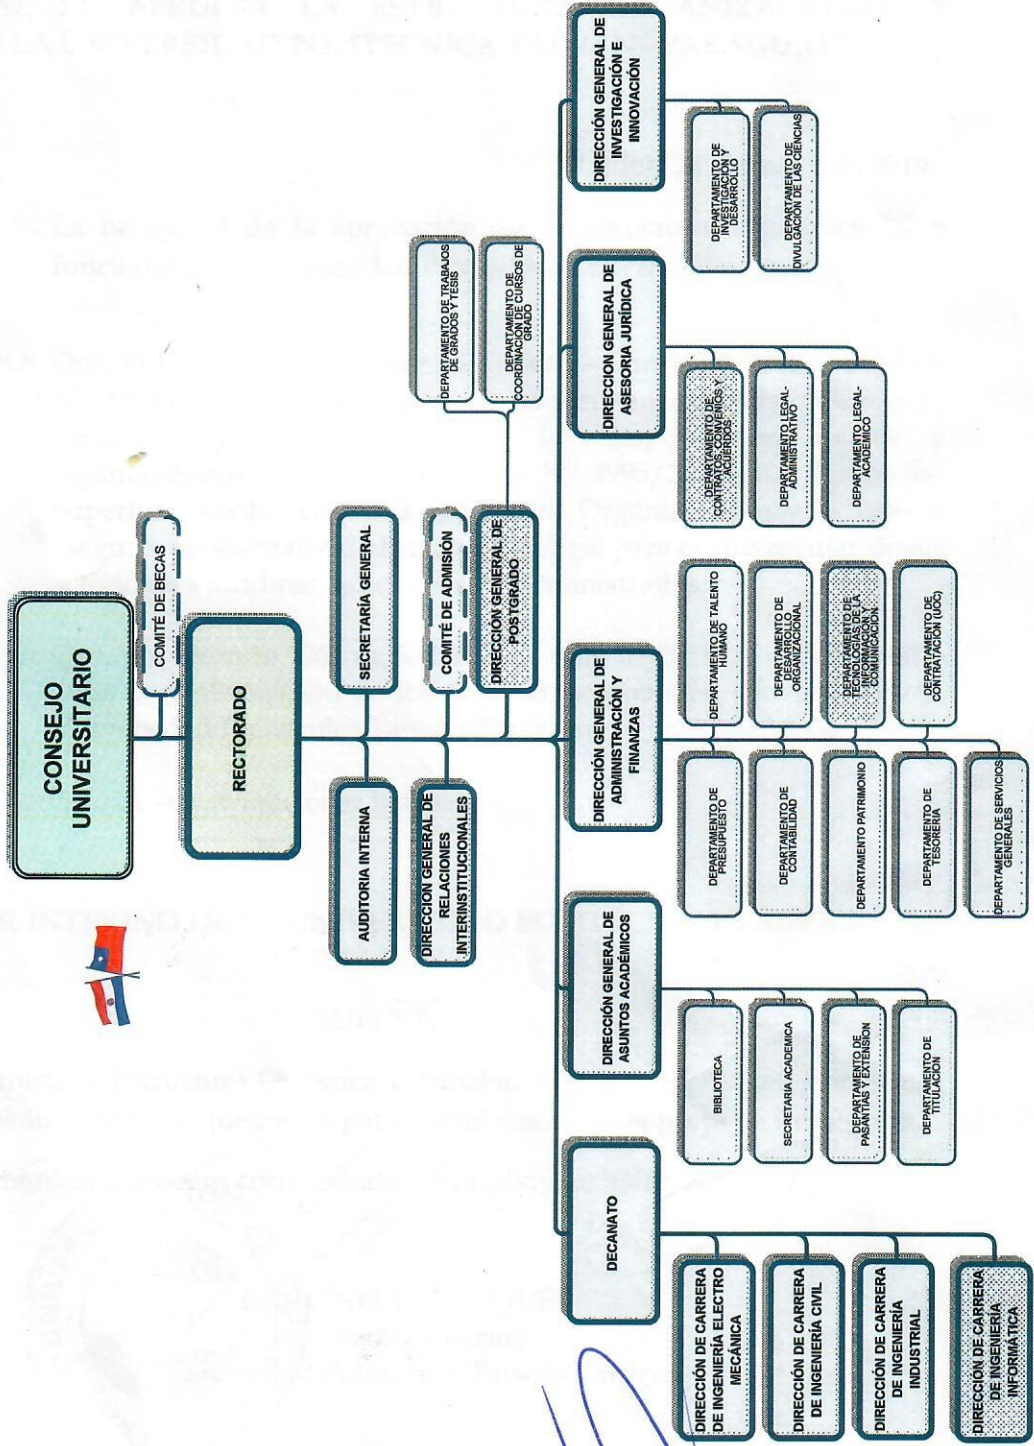 CONSEJO
UNIVERSITARIO
COMITÉ DE BECAS
RECTORADO
AUDITORIA INTERNA
SECRETARÍA GENERAL
DIRECCIÓN GENERAL DE
RELACIONES
INTERINSTITUCIONALES
COMITÉ DE ADMISIÓN
DIRECCIÓN GENERAL DE
POSTGRADO
DEPARTAMENTO DE TRABAJOS
DE GRADOS Y TESIS
DEPARTAMENTO DE
COORDINACIÓN DE CURSOS DE
GRADO
DECANATO
DIRECCIÓN DE CARRERA
DE INGENIERÍA ELECTRO
MECÁNICA
DIRECCIÓN DE CARRERA
DE INGENIERÍA CIVIL
DIRECCIÓN DE CARRERA
DE INGENIERÍA
INDUSTRIAL
DIRECCIÓN DE CARRERA
DE INGENIERÍA
INFORMÁTICA
DIRECCIÓN GENERAL DE
ASUNTOS ACADÉMICOS
BIBLIOTECA
SECRETARIA ACADEMICA
DEPARTAMENTO DE
PASANTÍAS Y EXTENSIÓN
DEPARTAMENTO DE
TITULACIÓN
DIRECCIÓN GENERAL DE
ADMINISTRACIÓN Y
FINANZAS
DEPARTAMENTO DE
PRESUPUESTO
DEPARTAMENTO DE TALENTO
HUMANO
DEPARTAMENTO DE
CONTABILIDAD
DEPARTAMENTO DE
DESARROLLO
ORGANIZACIONAL
DEPARTAMENTO PATRIMONIO
DEPARTAMENTO DE
TECNOLOGÍAS DE LA
INFORMACIÓN Y
COMUNICACIÓN
DEPARTAMENTO DE
TESORERIA
DEPARTAMENTO DE
CONTRATACIÓN (UOC)
DEPARTAMENTO DE SERVICIOS
GENERALES
DIRECCION GENERAL DE
ASESORIA JURÍDICA
DEPARTAMENTO DE
CONTRATOS, CONVENIOS Y
ACUERDOS
DEPARTAMENTO LEGAL-
ADMINISTRATIVO
DEPARTAMENTO LEGAL-
ACADEMICO
DIRECCIÓN GENERAL DE
INVESTIGACIÓN E
INNOVACIÓN
DEPARTAMENTO DE
INVESTIGACIÓN Y
DESARROLLO
DEPARTAMENTO DE
DIVULGACIÓN DE LAS CIENCIAS